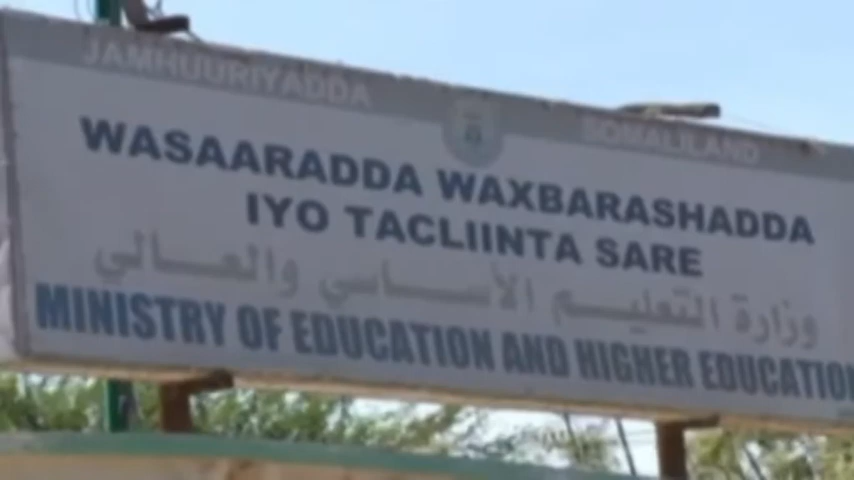 JAMHUURIYADDA SOMALILAND
WASAARADDA WAXBARASHADDA
IYO TACLIINTA SARE
وزارة التعليم الأساسي والعالي
MINISTRY OF EDUCATION AND HIGHER EDUCATION